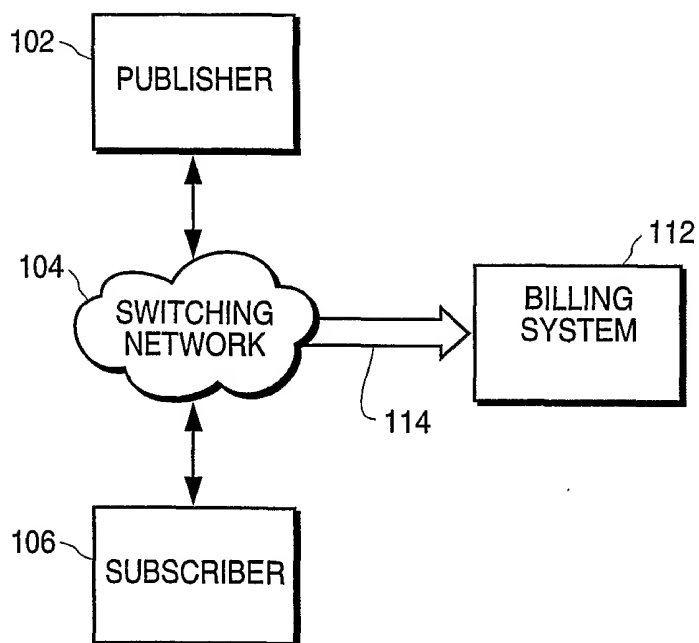 102
PUBLISHER
104
SWITCHING
NETWORK
112
BILLING
SYSTEM
114
106
SUBSCRIBER